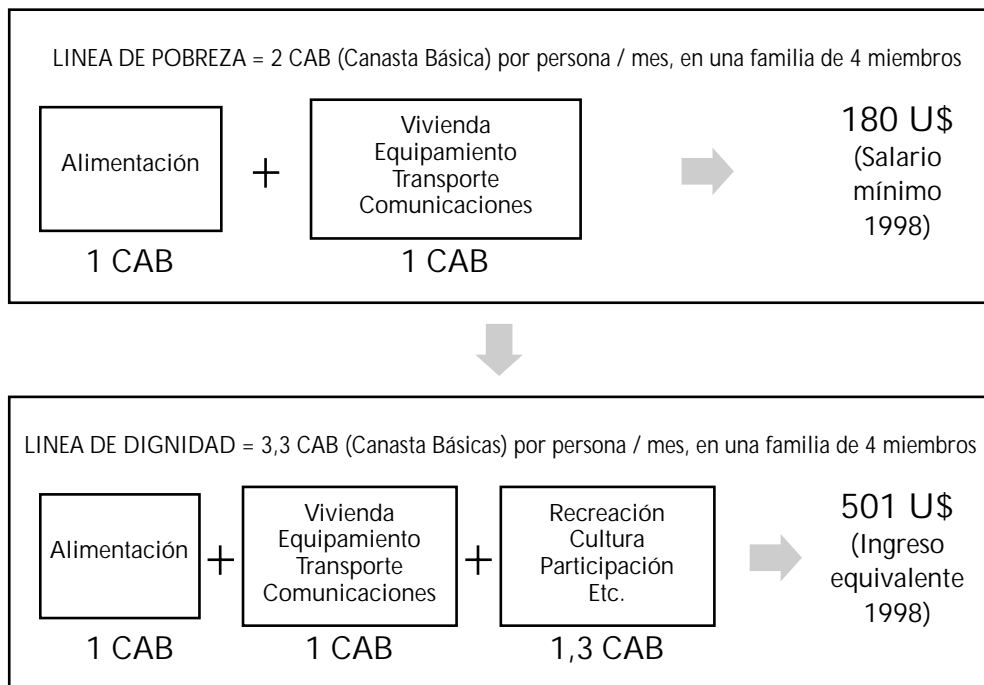 LINEA DE POBREZA = 2 CAB (Canasta Básica) por persona / mes, en una familia de 4 miembros
Alimentación
+
Vivienda
Equipamiento
Transporte
Comunicaciones
180 U$
(Salario
mínimo
1998)
1 CAB
1 CAB
LINEA DE DIGNIDAD = 3,3 CAB (Canasta Básicas) por persona / mes, en una familia de 4 miembros
Alimentación
+
Vivienda
Equipamiento
Transporte
Comunicaciones
+
Recreación
Cultura
Participación
Etc.
501 U$
(Ingreso
equivalente
1998)
1 CAB
1 CAB
1,3 CAB